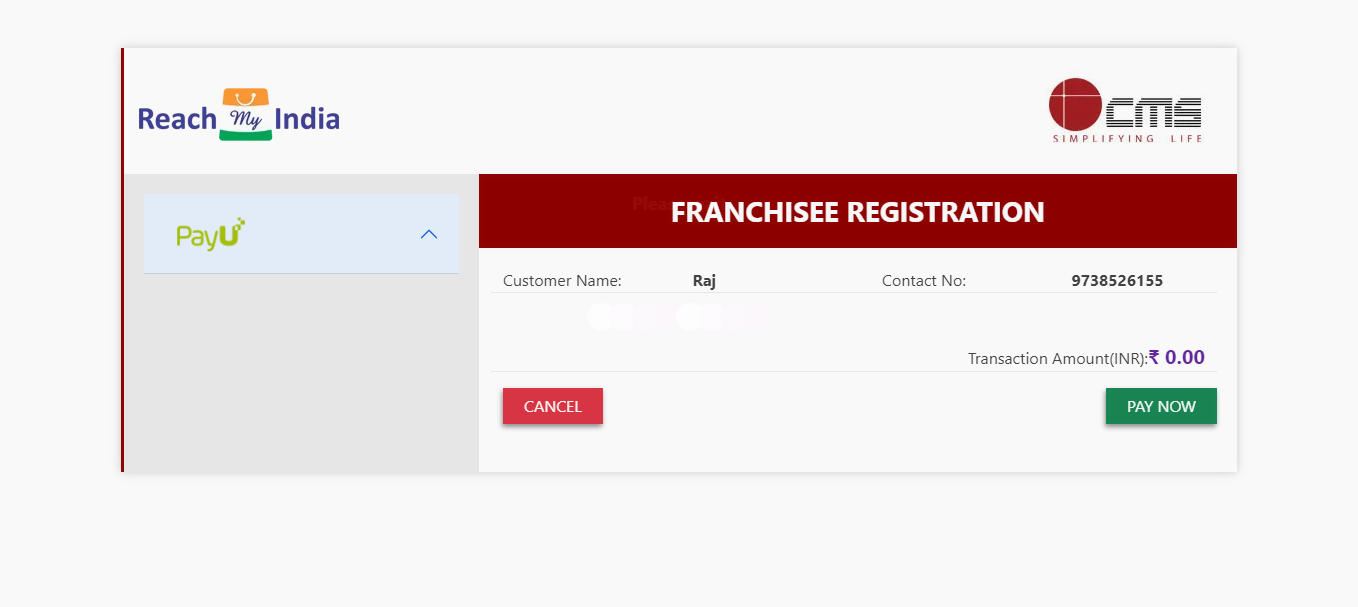 Reach My India
CMS
SIMPLIFYING LIFE
PayU
Pleas
FRANCHISEE REGISTRATION
Customer Name: Raj Contact No: 9738526155
Transaction Amount(INR):₹ 0.00
CANCEL PAY NOW